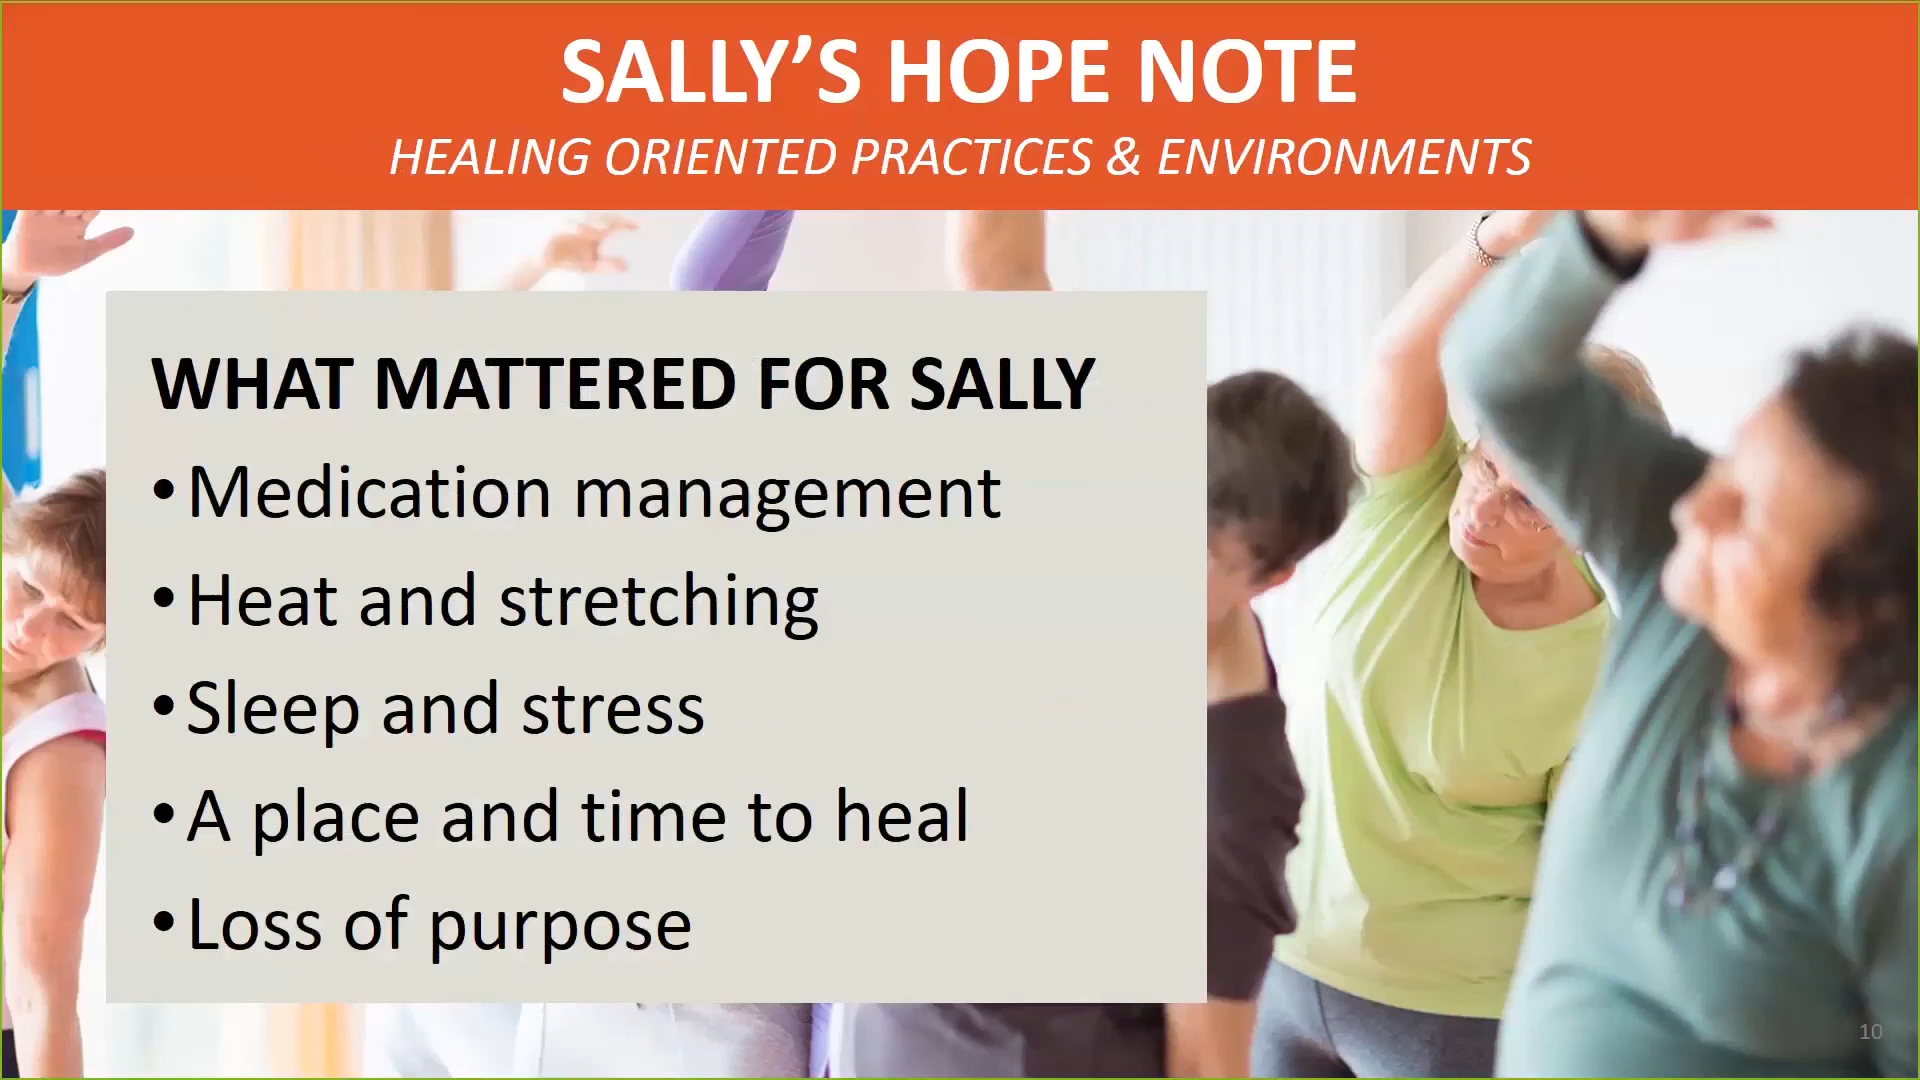 SALLY’S HOPE NOTE
HEALING ORIENTED PRACTICES & ENVIRONMENTS
WHAT MATTERED FOR SALLY
•Medication management
•Heat and stretching
•Sleep and stress
•A place and time to heal
•Loss of purpose
10